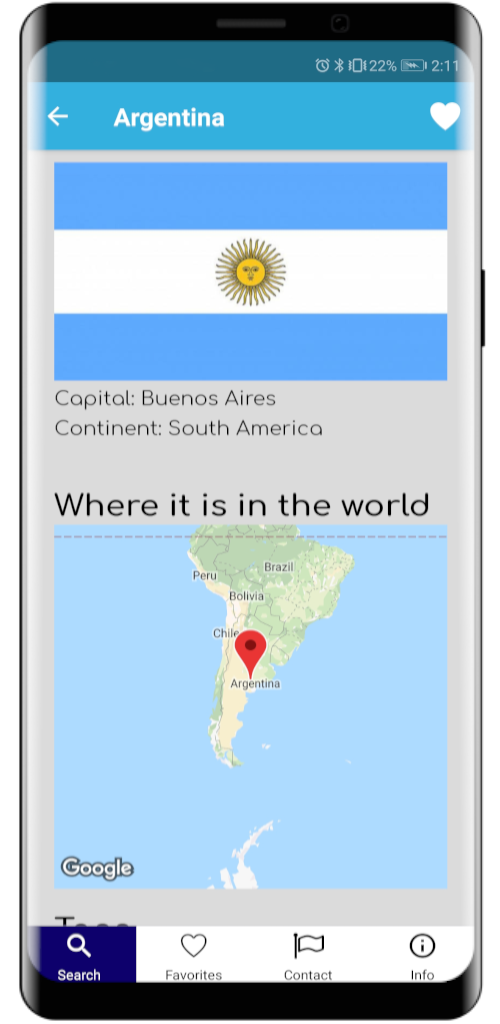 22% 2:11
Argentina
Capital: Buenos Aires
Continent: South America
Where it is in the world
Brazil
Peru
Bolivia
Chile
Argentina
Google
Search Favorites Contact Info